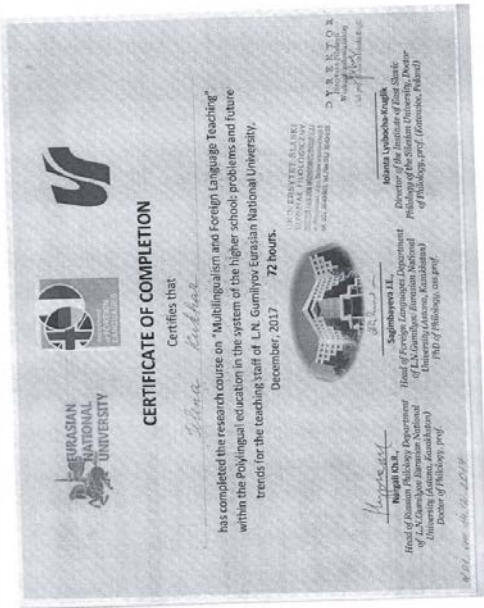 EURASIAN
NATIONAL
UNIVERSITY
CERTIFICATE OF COMPLETION
Certifies that
has completed the research course on "Multilingualism and Foreign Language Teaching"
within the Polylingual education in the system of the higher school: problems and future
trends for the teaching staff of L.N. Gumilyov Eurasian National University.
December, 2017 72 hours.
UNIWERSYTET ŚLĄSKI
WYDZIAŁ FILOLOGICZNY
DYREKTOR
Nurgali Kh.R.,
Head of Russian Philology Department
of L.N.Gumilyov Eurasian National
University (Astana, Kazakhstan)
Doctor of Philology, prof.
Sagimbayeva J.E.,
Head of Foreign Languages Department
of L.N.Gumilyov Eurasian National
University (Astana, Kazakhstan)
PhD of Philology, ass prof.
Iolanta Lyubocha-Kruglik
Director of the Institute of East Slavic
Philology of the Silesian University, Doctor
of Philology, prof. (Katowice, Poland)